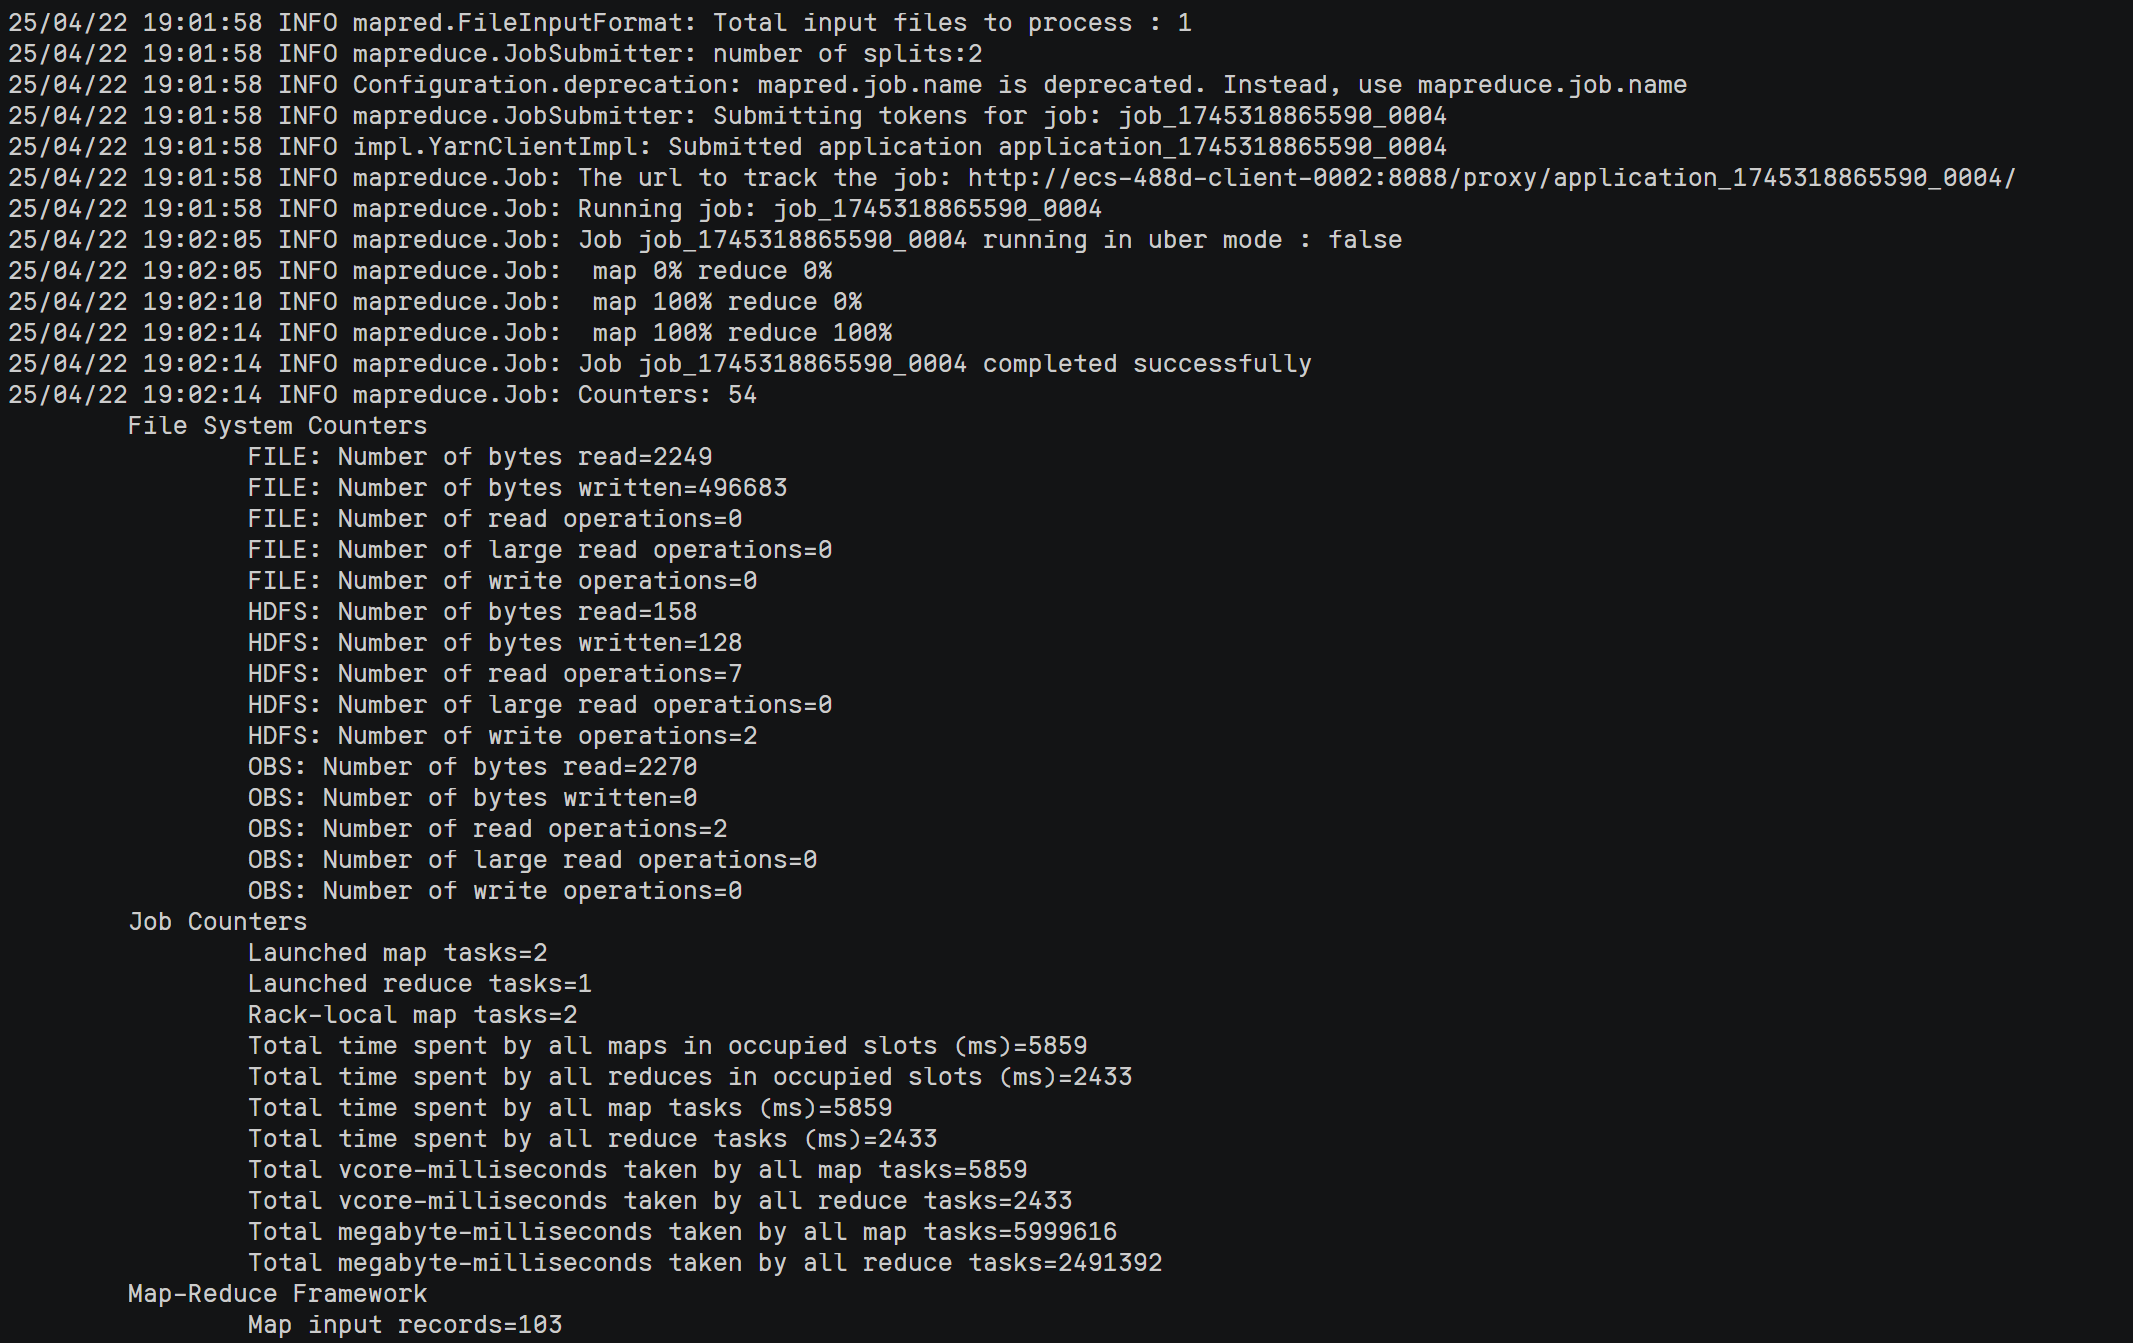 25/04/22 19:01:58 INFO mapred.FileInputFormat: Total input files to process : 1
25/04/22 19:01:58 INFO mapreduce.JobSubmitter: number of splits:2
25/04/22 19:01:58 INFO Configuration.deprecation: mapred.job.name is deprecated. Instead, use mapreduce.job.name
25/04/22 19:01:58 INFO mapreduce.JobSubmitter: Submitting tokens for job: job_1745318865590_0004
25/04/22 19:01:58 INFO impl.YarnClientImpl: Submitted application application_1745318865590_0004
25/04/22 19:01:58 INFO mapreduce.Job: The url to track the job: http://ecs-488d-client-0002:8088/proxy/application_1745318865590_0004/
25/04/22 19:01:58 INFO mapreduce.Job: Running job: job_1745318865590_0004
25/04/22 19:02:05 INFO mapreduce.Job: Job job_1745318865590_0004 running in uber mode : false
25/04/22 19:02:05 INFO mapreduce.Job:  map 0% reduce 0%
25/04/22 19:02:10 INFO mapreduce.Job:  map 100% reduce 0%
25/04/22 19:02:14 INFO mapreduce.Job:  map 100% reduce 100%
25/04/22 19:02:14 INFO mapreduce.Job: Job job_1745318865590_0004 completed successfully
25/04/22 19:02:14 INFO mapreduce.Job: Counters: 54
        File System Counters
                FILE: Number of bytes read=2249
                FILE: Number of bytes written=496683
                FILE: Number of read operations=0
                FILE: Number of large read operations=0
                FILE: Number of write operations=0
                HDFS: Number of bytes read=158
                HDFS: Number of bytes written=128
                HDFS: Number of read operations=7
                HDFS: Number of large read operations=0
                HDFS: Number of write operations=2
                OBS: Number of bytes read=2270
                OBS: Number of bytes written=0
                OBS: Number of read operations=2
                OBS: Number of large read operations=0
                OBS: Number of write operations=0
        Job Counters
                Launched map tasks=2
                Launched reduce tasks=1
                Rack-local map tasks=2
                Total time spent by all maps in occupied slots (ms)=5859
                Total time spent by all reduces in occupied slots (ms)=2433
                Total time spent by all map tasks (ms)=5859
                Total time spent by all reduce tasks (ms)=2433
                Total vcore-milliseconds taken by all map tasks=5859
                Total vcore-milliseconds taken by all reduce tasks=2433
                Total megabyte-milliseconds taken by all map tasks=5999616
                Total megabyte-milliseconds taken by all reduce tasks=2491392
        Map-Reduce Framework
                Map input records=103